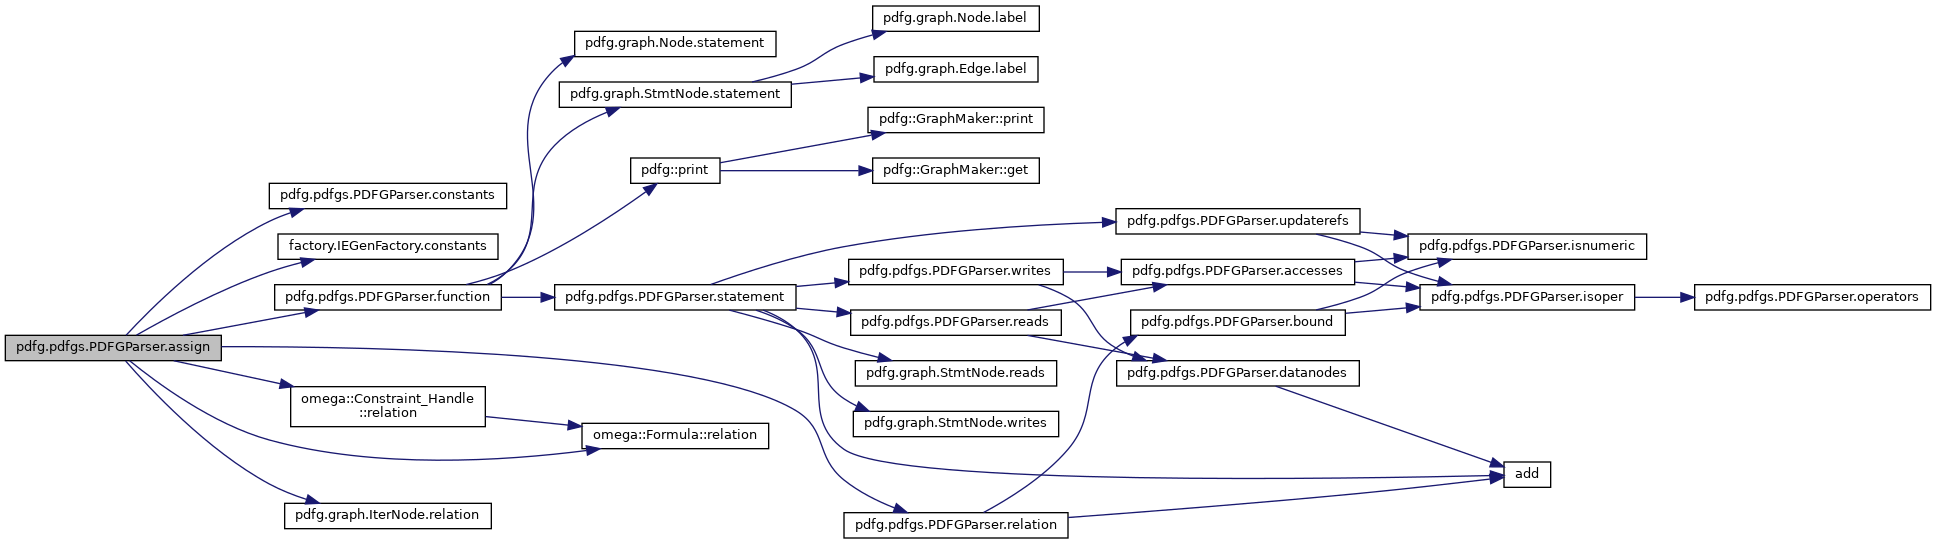 pdfg.graph.Node.label
pdfg.graph.Node.statement
pdfg.graph.Edge.label
pdfg.graph.StmtNode.statement
pdfg::GraphMaker::print
pdfg::print
pdfg::GraphMaker::get
pdfg.pdfgs.PDFGParser.constants
pdfg.pdfgs.PDFGParser.updaterefs
factory.IEGenFactory.constants
pdfg.pdfgs.PDFGParser.isnumeric
pdfg.pdfgs.PDFGParser.writes
pdfg.pdfgs.PDFGParser.accesses
pdfg.pdfgs.PDFGParser.function
pdfg.pdfgs.PDFGParser.statement
pdfg.pdfgs.PDFGParser.isoper
pdfg.pdfgs.PDFGParser.operators
pdfg.pdfgs.PDFGParser.reads
pdfg.pdfgs.PDFGParser.bound
pdfg.pdfgs.PDFGParser.assign
pdfg.graph.StmtNode.reads
pdfg.pdfgs.PDFGParser.datanodes
omega::Constraint_Handle
::relation
pdfg.graph.StmtNode.writes
omega::Formula::relation
add
pdfg.graph.IterNode.relation
pdfg.pdfgs.PDFGParser.relation